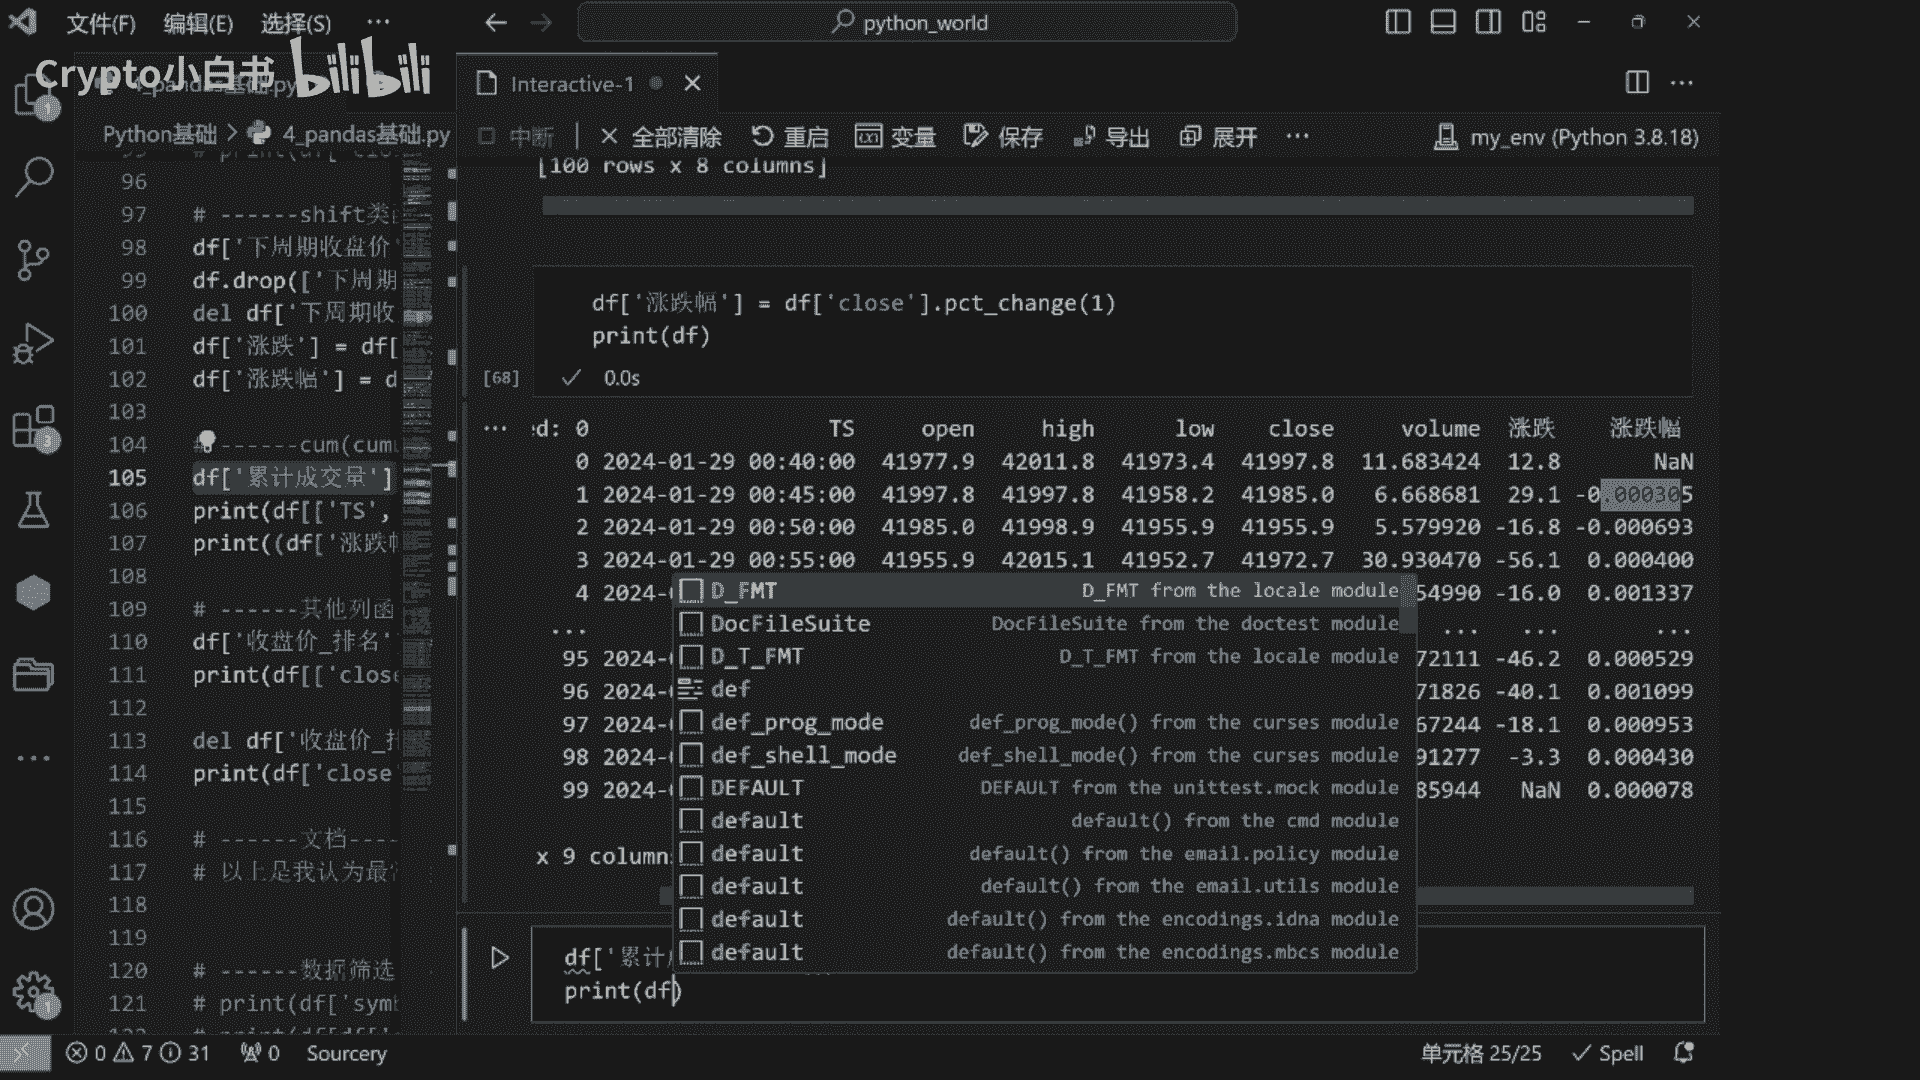 文件(F) 编辑(E) 选择(S) ··· python_world
Crypto小白书 bilibili
4_pandas基础.py
Interactive-1
Python基础 > 4_pandas基础.py
中断 全部清除 重启 变量 保存 导出 展开 ··· my_env (Python 3.8.18)
96
97 # ------shift类
98 df['下周期收盘价'
99 df.drop(['下周期
100 del df['下周期收
101 df['涨跌'] = df[
102 df['涨跌幅'] = d
103
104 # ------cum(cumu
105 df['累计成交量']
106 print(df[['TS',
107 print((df['涨跌幅
108
109 # ------其他列函
110 df['收盘价_排名'
111 print(df[['close
112
113 del df['收盘价_排
114 print(df['close'
115
116 # ------文档----
117 # 以上是我认为最常
118
119
120 # ------数据筛选
121 # print(df['symb
[100 rows x 8 columns]
df['涨跌幅'] = df['close'].pct_change(1)
print(df)
[68] 0.0s
··· d: 0 TS open high low close volume 涨跌 涨跌幅
0 2024-01-29 00:40:00 41977.9 42011.8 41973.4 41997.8 11.683424 12.8 NaN
1 2024-01-29 00:45:00 41997.8 41997.8 41958.2 41985.0 6.668681 29.1 -0.000305
2 2024-01-29 00:50:00 41985.0 41998.9 41955.9 41955.9 5.579920 -16.8 -0.000693
3 2024-01-29 00:55:00 41955.9 42015.1 41952.7 41972.7 30.930470 -56.1 0.000400
4 2024- 54990 -16.0 0.001337
... ... ... ...
95 2024- 72111 -46.2 0.000529
96 2024- 71826 -40.1 0.001099
97 2024- 67244 -18.1 0.000953
98 2024- 91277 -3.3 0.000430
99 2024- 85944 NaN 0.000078
x 9 column
D_FMT D_FMT from the locale module
DocFileSuite DocFileSuite from the doctest module
D_T_FMT D_T_FMT from the locale module
def
def_prog_mode def_prog_mode() from the curses module
def_shell_mode def_shell_mode() from the curses module
DEFAULT DEFAULT from the unittest.mock module
default default() from the cmd module
default default() from the email.policy module
default default() from the email.utils module
default default() from the encodings.idna module
default default() from the encodings.mbcs module
df['累计
print(df)
1
3
1
0 7 31 0 Sourcery 单元格 25/25 Spell